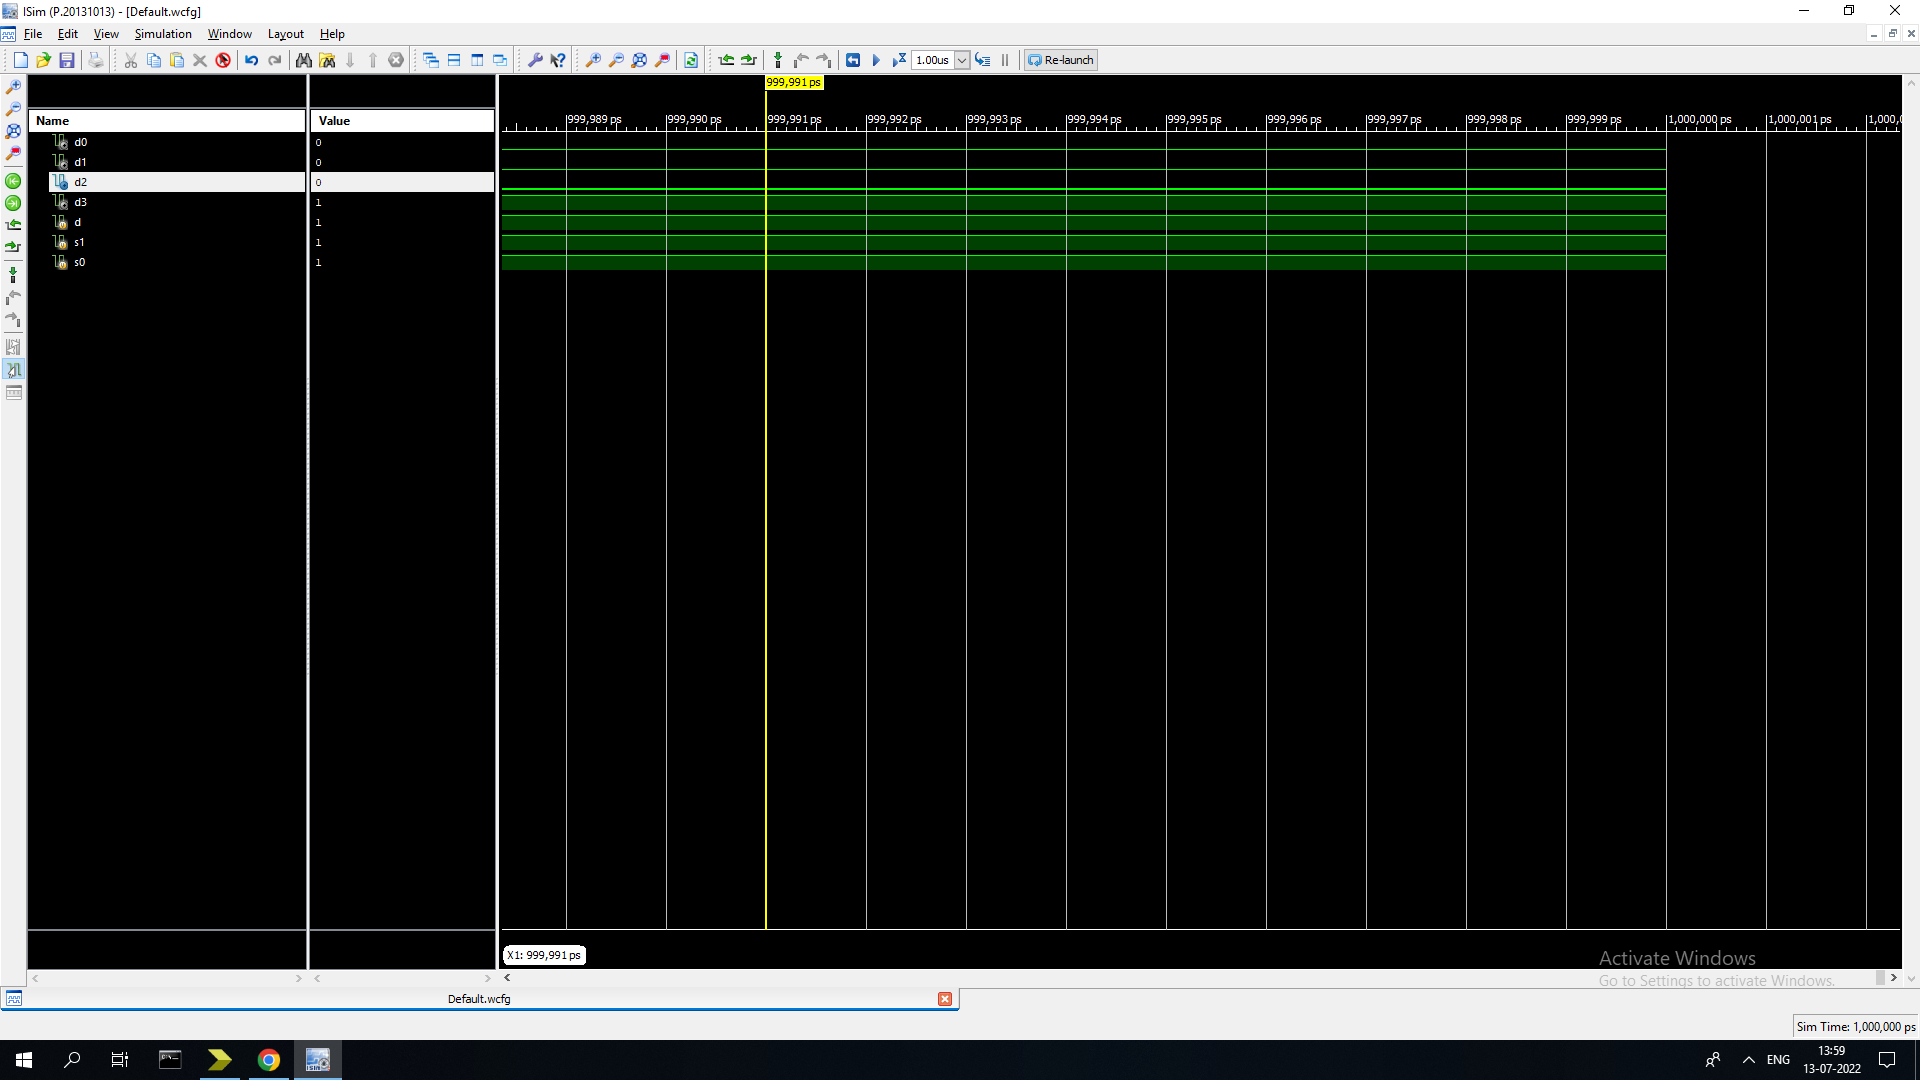 ISim (P.20131013) - [Default.wcfg]
File Edit View Simulation Window Layout Help
1.00us Re-launch
999,991 ps
Name Value
999,989 ps 999,990 ps 999,991 ps 999,992 ps 999,993 ps 999,994 ps 999,995 ps 999,996 ps 999,997 ps 999,998 ps 999,999 ps 1,000,000 ps 1,000,001 ps 1,000,0
d0 0
d1 0
d2 0
d3 1
d 1
s1 1
s0 1
X1: 999,991 ps
Activate Windows
Go to Settings to activate Windows.
Default.wcfg
Sim Time: 1,000,000 ps
ISim
ENG
13:59
13-07-2022